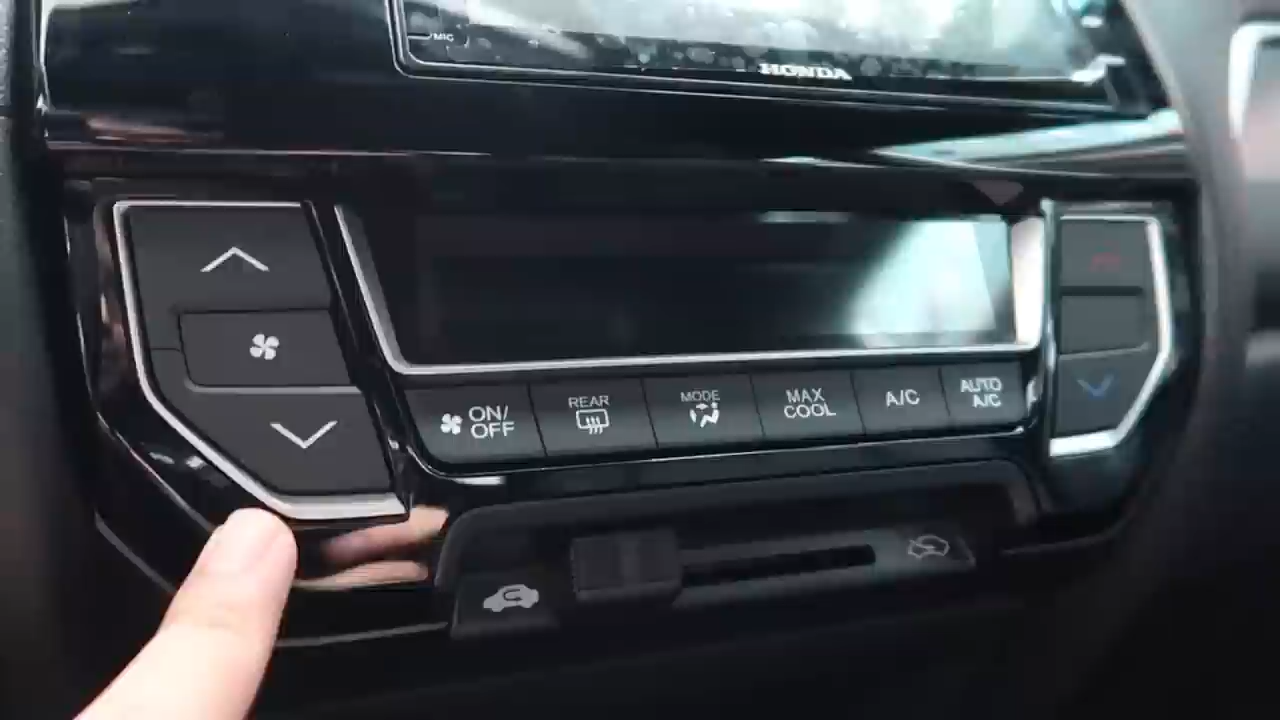 MIC
HONDA
ON/
OFF
REAR
MODE
MAX
COOL
A/C
AUTO
A/C